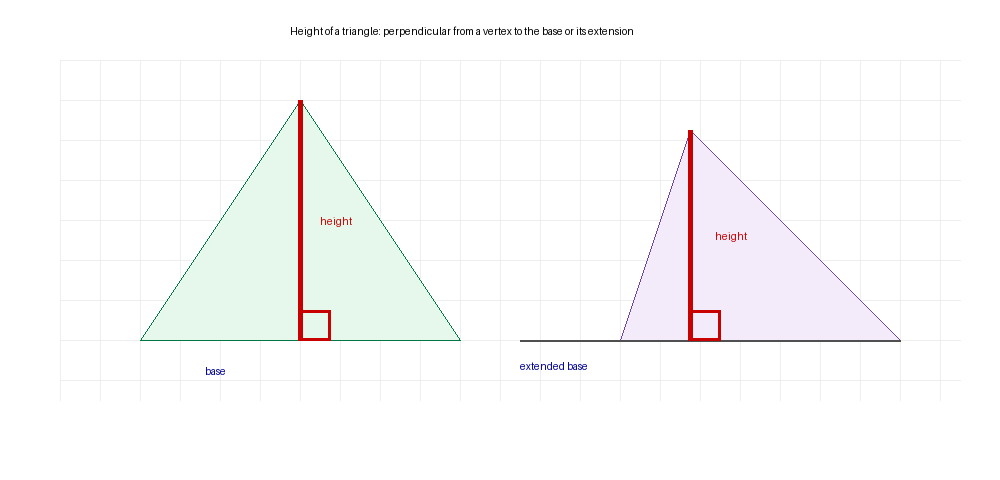 Height of a triangle: perpendicular from a vertex to the base or its extension
height
height
base
extended base